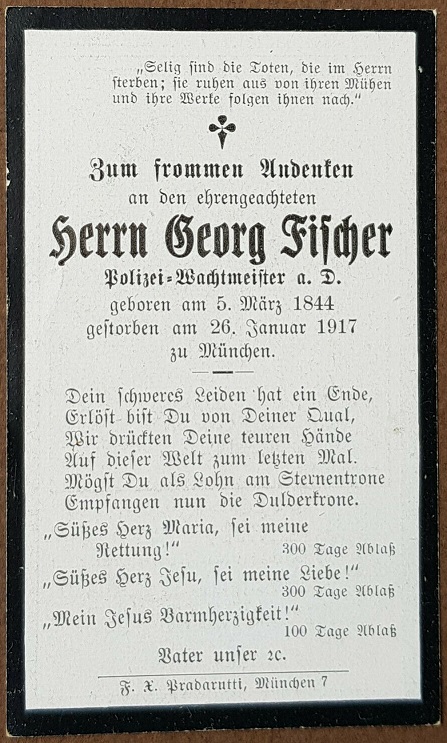 „Selig sind die Toten, die im Herrn
sterben; sie ruhen aus von ihren Mühen
und ihre Werke folgen ihnen nach.“
Zum frommen Andenken
an den ehrengeachteten
Herrn Georg Fischer
Polizei-Wachtmeister a. D.
geboren am 5. März 1844
gestorben am 26. Januar 1917
zu München.
Dein schweres Leiden hat ein Ende,
Erlöst bist Du von Deiner Qual,
Wir drückten Deine teuren Hände
Auf dieser Welt zum letzten Mal.
Mögst Du als Lohn am Sternentrone
Empfangen nun die Dulderkrone.
„Süßes Herz Maria, sei meine
Rettung!“ 300 Tage Ablaß
„Süßes Herz Jesu, sei meine Liebe!“
300 Tage Ablaß
„Mein Jesus Barmherzigkeit!“
100 Tage Ablaß
Vater unser ꝛc.
F. X. Pradarutti, München 7